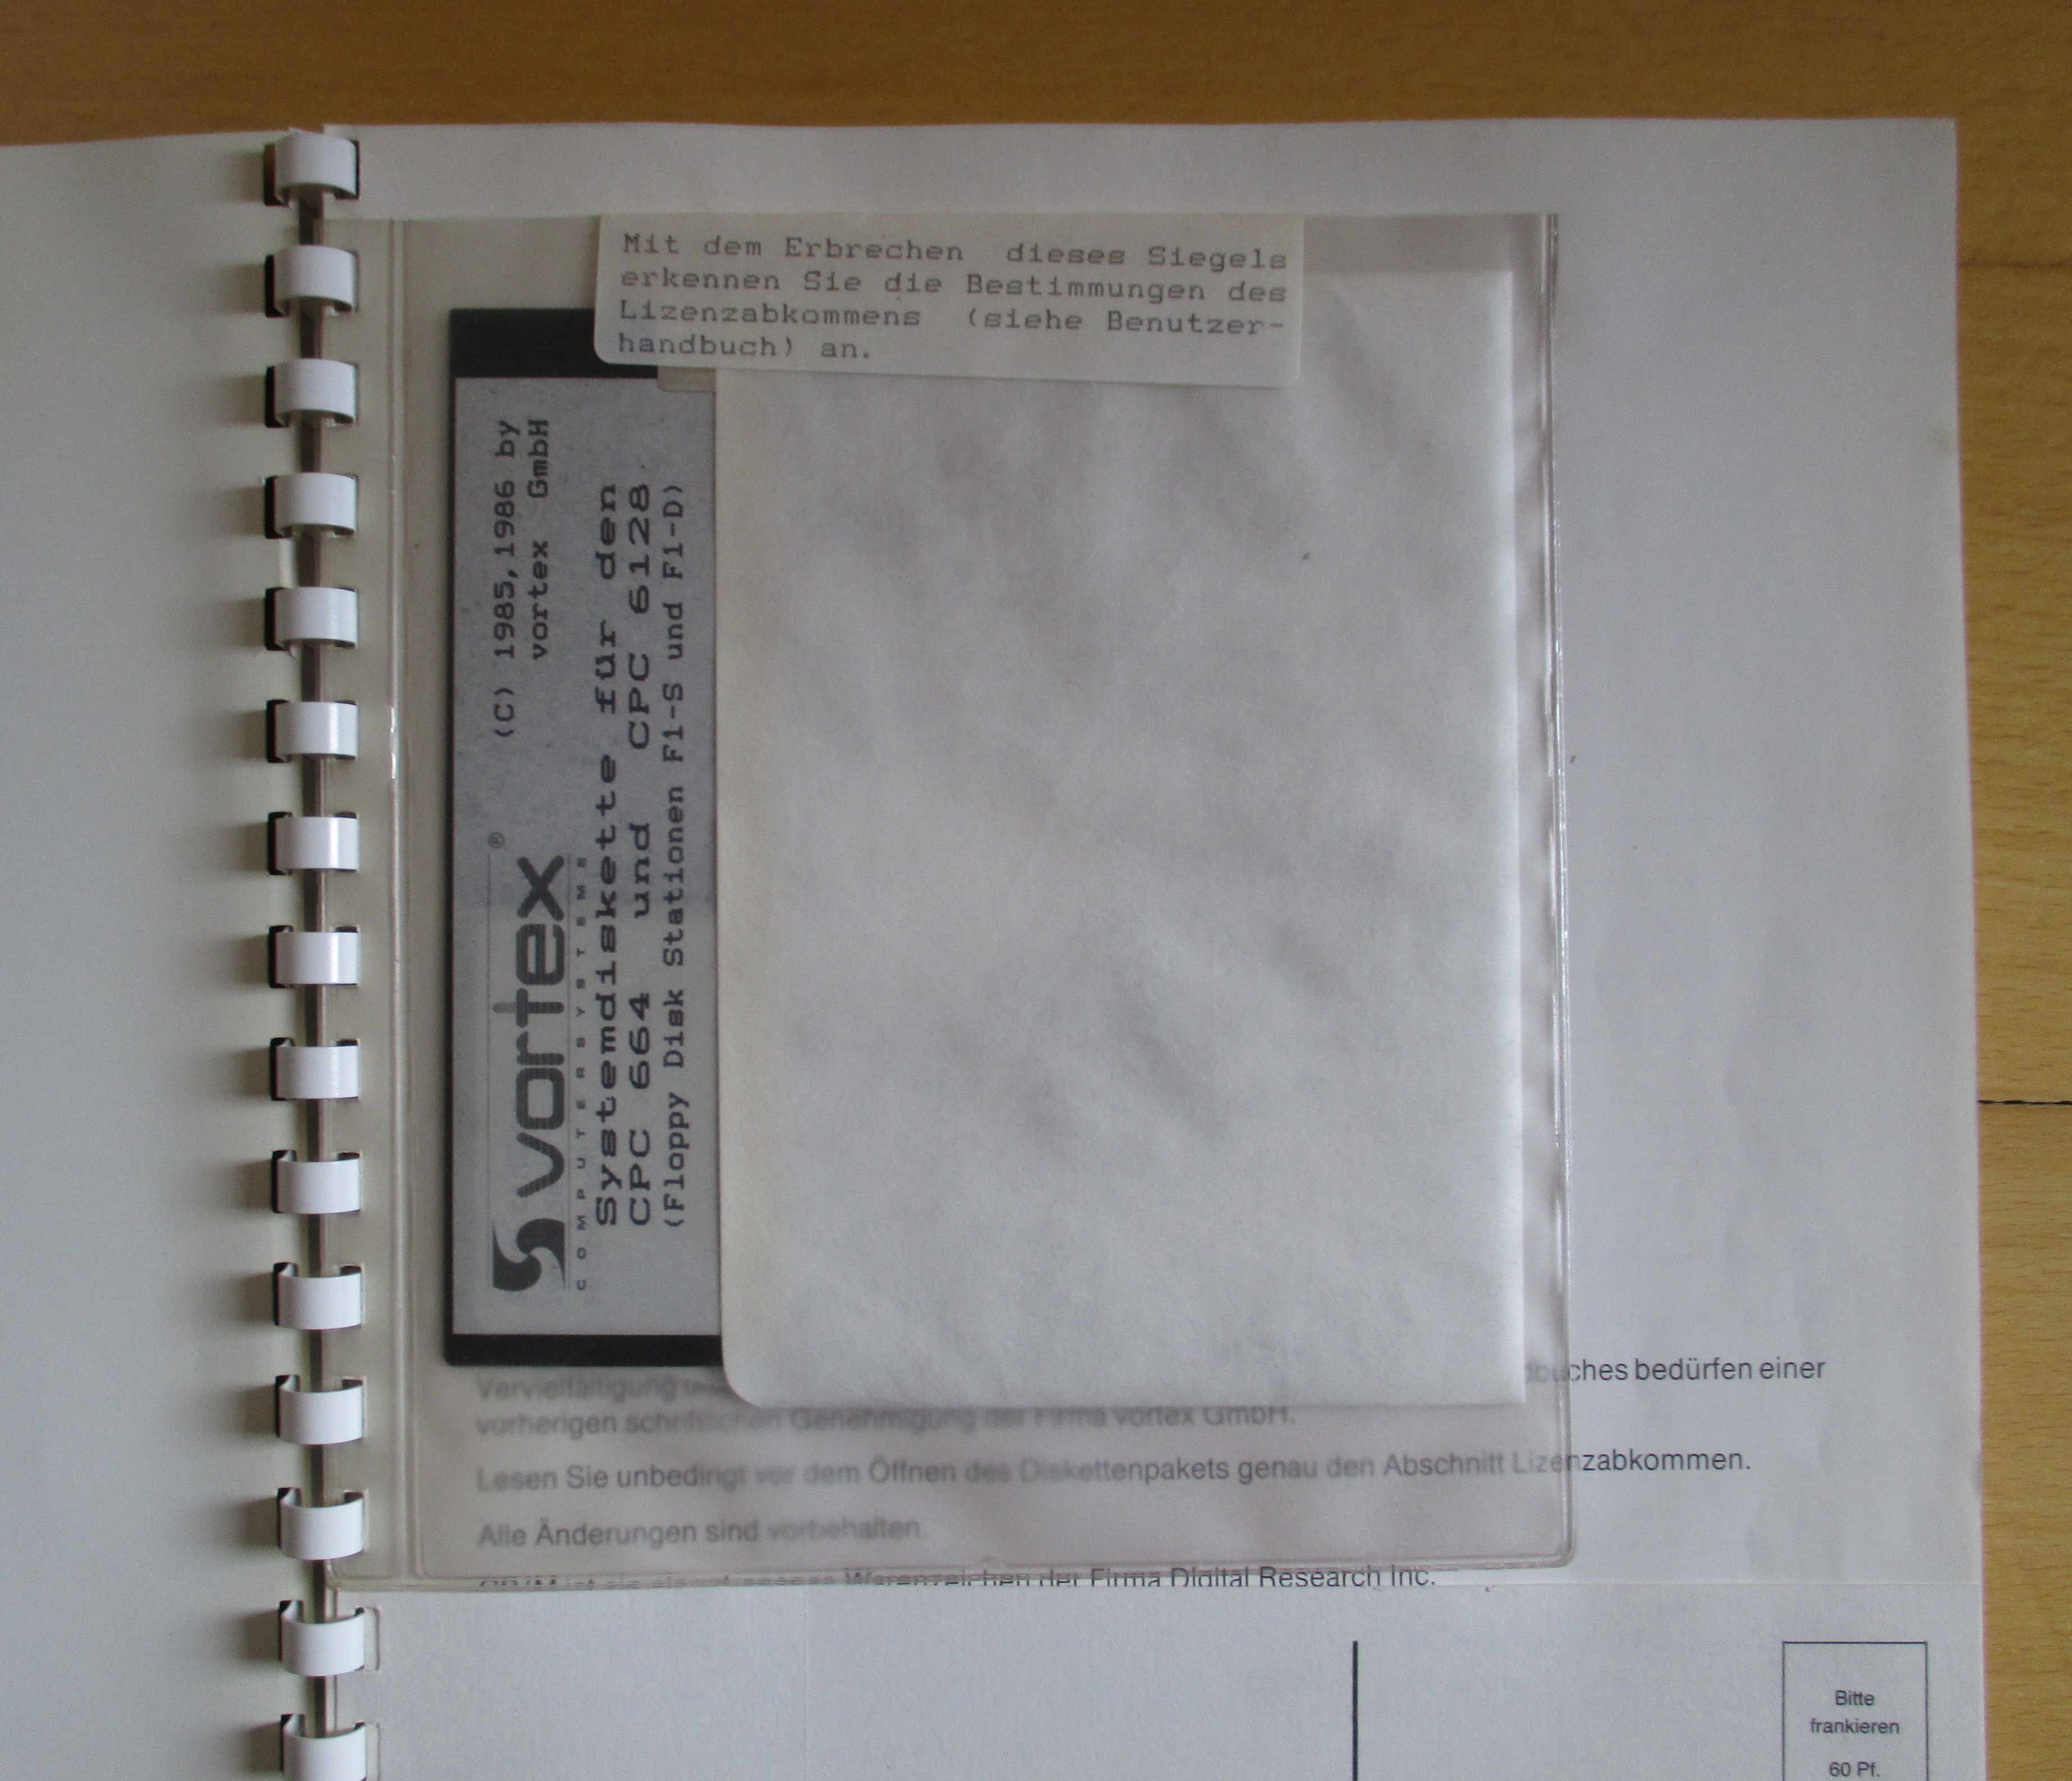 Mit dem Erbrechen dieses Siegels
erkennen Sie die Bestimmungen des
Lizenzabkommens (siehe Benutzer-
handbuch) an.
vortex®
COMPUTERSYSTEME
(C) 1985,1986 by
vortex GmbH
Systemdiskette für den
CPC 664 und CPC 6128
(Floppy Disk Stationen F1-S und F1-D)
Vervielfältigung bedürfen einer
vorherigen schriftlichen Genehmigung der Firma vortex GmbH.
Lesen Sie unbedingt vor dem Öffnen des Diskettenpakets genau den Abschnitt Lizenzabkommen.
Alle Änderungen sind vorbehalten.
Warenzeichen der Firma Digital Research Inc.
Bitte
frankieren
60 Pf.